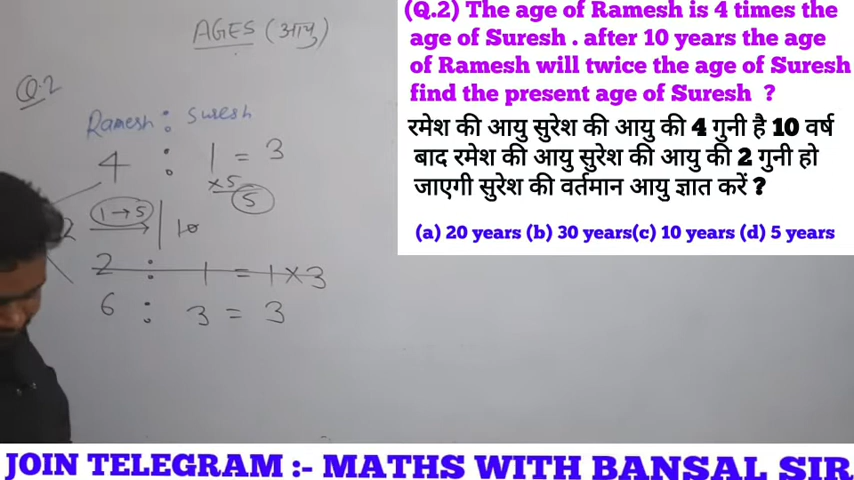 AGES (आयु)
Q.2
Ramesh : Suresh
4 : 1 = 3
×5
5
1→5
2
10
2 : 1 = 1×3
6 : 3 = 3
(Q.2) The age of Ramesh is 4 times the
age of Suresh . after 10 years the age
of Ramesh will twice the age of Suresh
find the present age of Suresh ?
रमेश की आयु सुरेश की आयु की 4 गुनी है 10 वर्ष
बाद रमेश की आयु सुरेश की आयु की 2 गुनी हो
जाएगी सुरेश की वर्तमान आयु ज्ञात करें ?
(a) 20 years (b) 30 years(c) 10 years (d) 5 years
JOIN TELEGRAM :- MATHS WITH BANSAL SIR